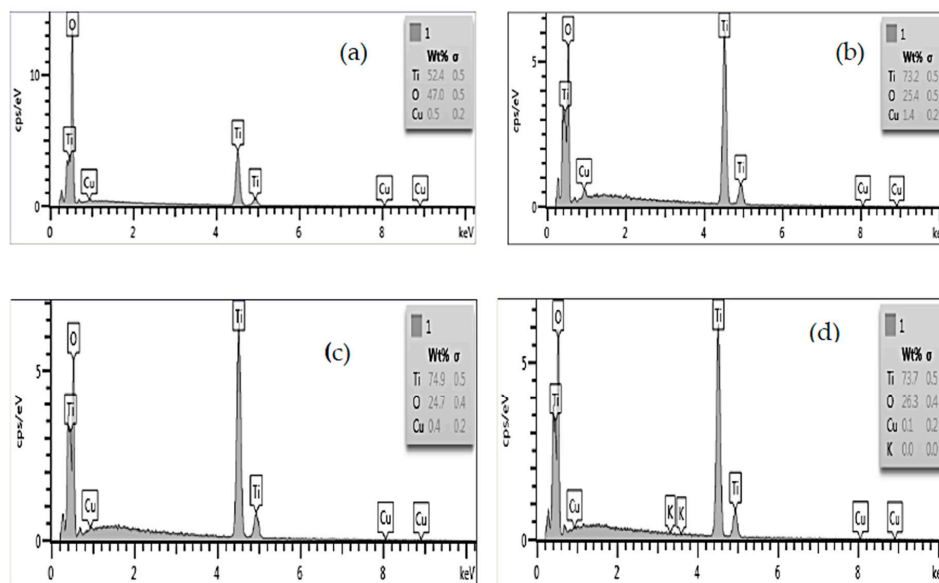 (a)
cps/eV
10
0
O
Ti
Cu
Ti
Ti
Cu
Cu
0 2 4 6 8 keV
1
Wt% σ
Ti 52.4 0.5
O 47.0 0.5
Cu 0.5 0.2
(b)
cps/eV
5
0
O
Ti
Cu
Ti
Ti
Cu
Cu
0 2 4 6 8 keV
1
Wt% σ
Ti 73.2 0.5
O 25.4 0.5
Cu 1.4 0.2
(c)
cps/eV
5
0
O
Ti
Cu
Ti
Ti
Cu
Cu
0 2 4 6 8 keV
1
Wt% σ
Ti 74.9 0.5
O 24.7 0.4
Cu 0.4 0.2
(d)
cps/eV
5
0
O
Ti
Cu
K
K
Ti
Ti
Cu
Cu
0 2 4 6 8 keV
1
Wt% σ
Ti 73.7 0.5
O 26.3 0.4
Cu 0.1 0.2
K 0.0 0.0